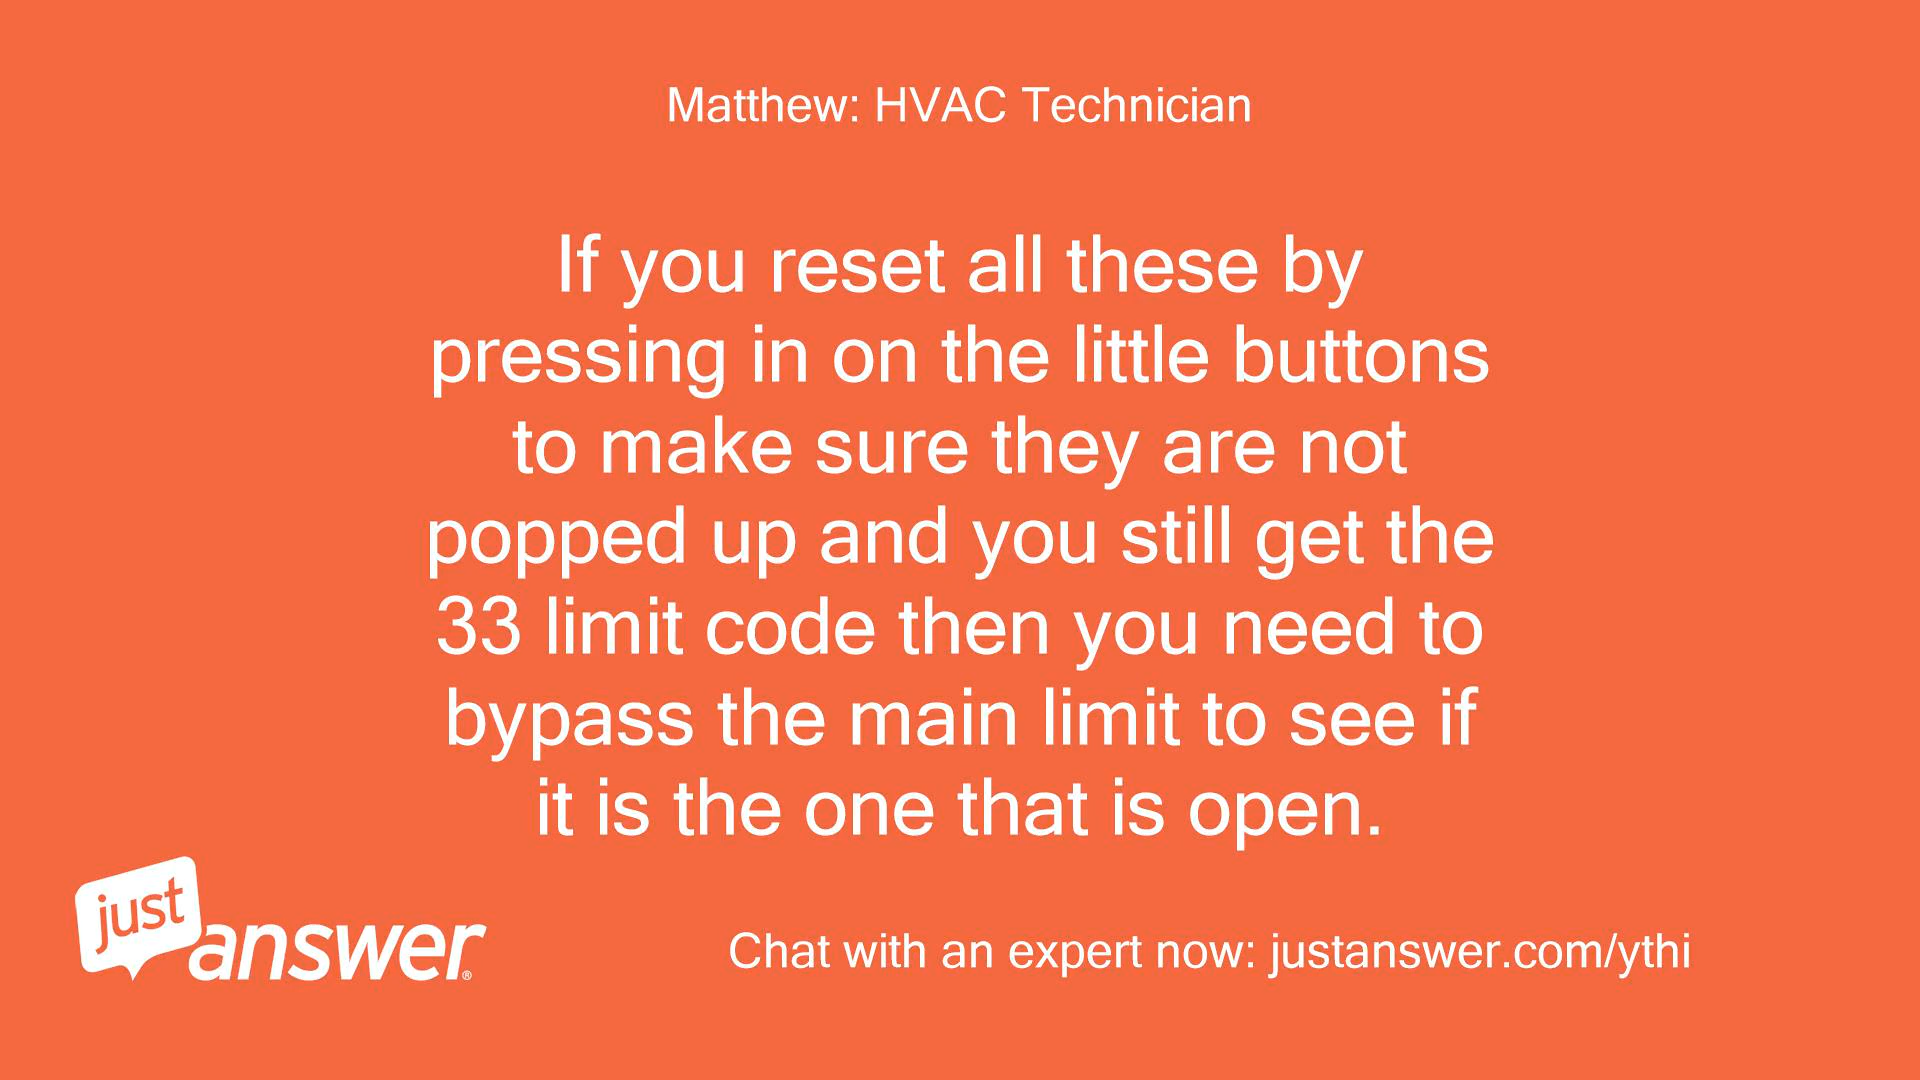 Matthew: HVAC Technician
If you reset all these by
pressing in on the little buttons
to make sure they are not
popped up and you still get the
33 limit code then you need to
bypass the main limit to see if
it is the one that is open.
just
answer®
Chat with an expert now: justanswer.com/ythi